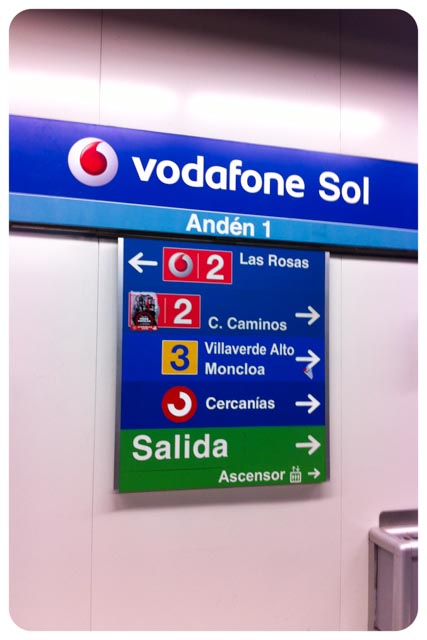 vodafone Sol
Andén 1
2 Las Rosas
2 C. Caminos
3 Villaverde Alto
Moncloa
Cercanías
Salida
Ascensor